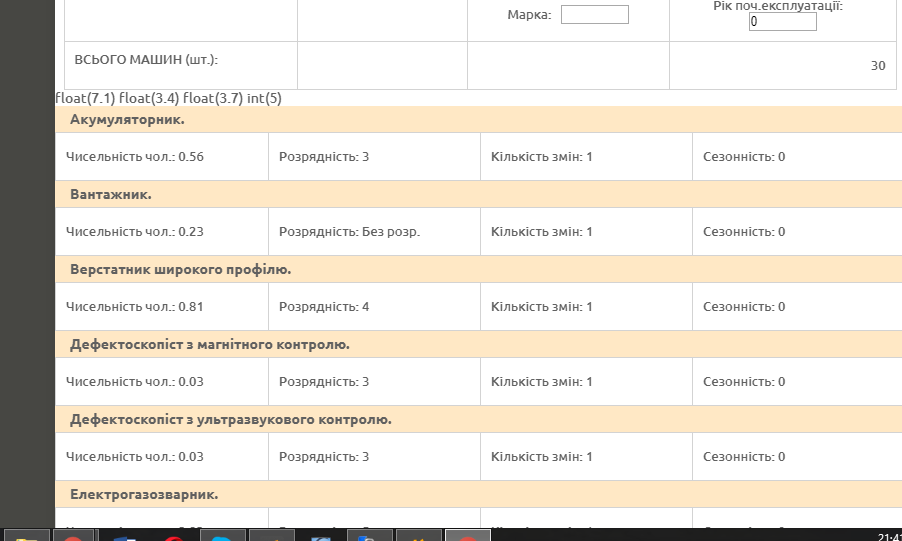 Марка:
Рік поч.експлуатації:
0
ВСЬОГО МАШИН (шт.):
30
float(7.1) float(3.4) float(3.7) int(5)
Акумуляторник.
Чисельність чол.: 0.56 Розрядність: 3 Кількість змін: 1 Сезонність: 0
Вантажник.
Чисельність чол.: 0.23 Розрядність: Без розр. Кількість змін: 1 Сезонність: 0
Верстатник широкого профілю.
Чисельність чол.: 0.81 Розрядність: 4 Кількість змін: 1 Сезонність: 0
Дефектоскопіст з магнітного контролю.
Чисельність чол.: 0.03 Розрядність: 3 Кількість змін: 1 Сезонність: 0
Дефектоскопіст з ультразвукового контролю.
Чисельність чол.: 0.03 Розрядність: 3 Кількість змін: 1 Сезонність: 0
Електрогазозварник.